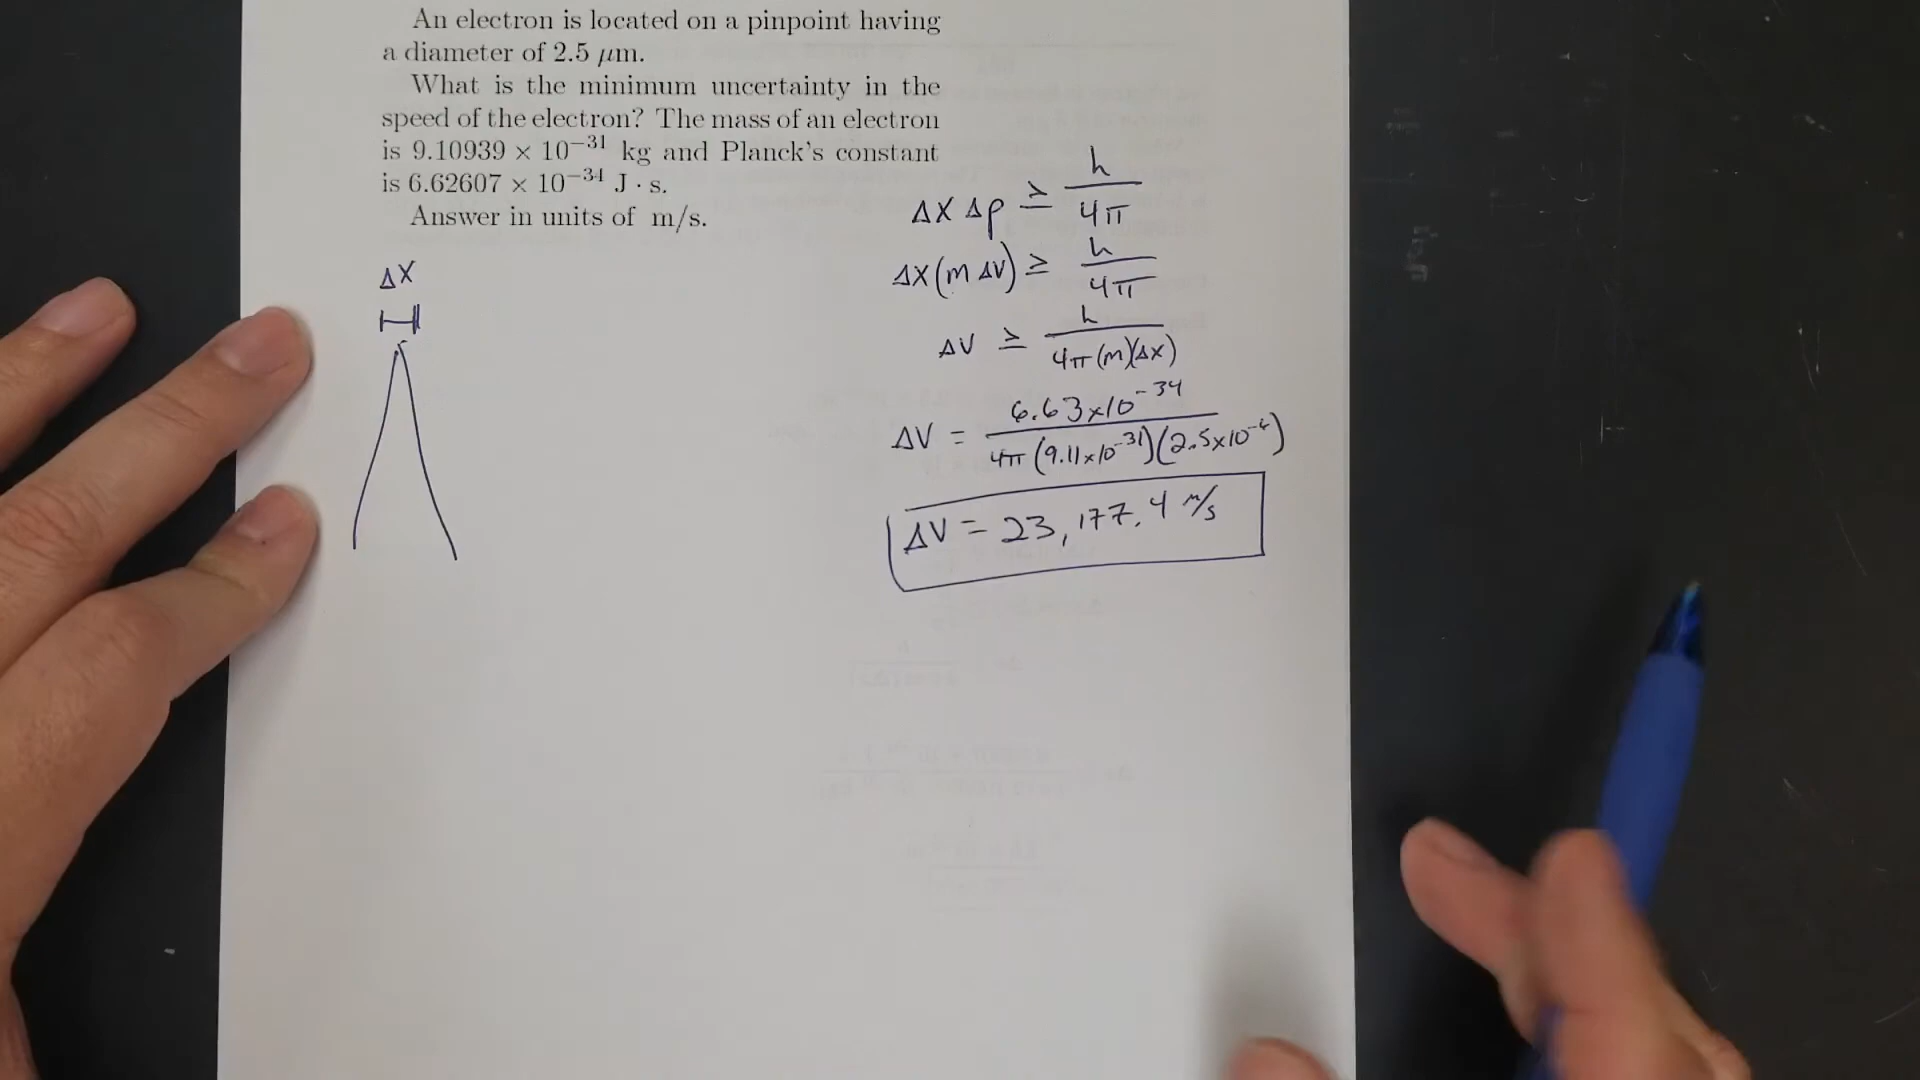 An electron is located on a pinpoint having
a diameter of 2.5 μm.
What is the minimum uncertainty in the
speed of the electron? The mass of an electron
is 9.10939 × 10⁻³¹ kg and Planck's constant
is 6.62607 × 10⁻³⁴ J · s.
Answer in units of m/s.
ΔX
ΔX Δp ≥ h / 4π
ΔX(m ΔV) ≥ h / 4π
ΔV ≥ h / 4π(m)(ΔX)
ΔV = 6.63×10⁻³⁴ / 4π(9.11×10⁻³¹)(2.5×10⁻⁶)
ΔV = 23,177.4 m/s